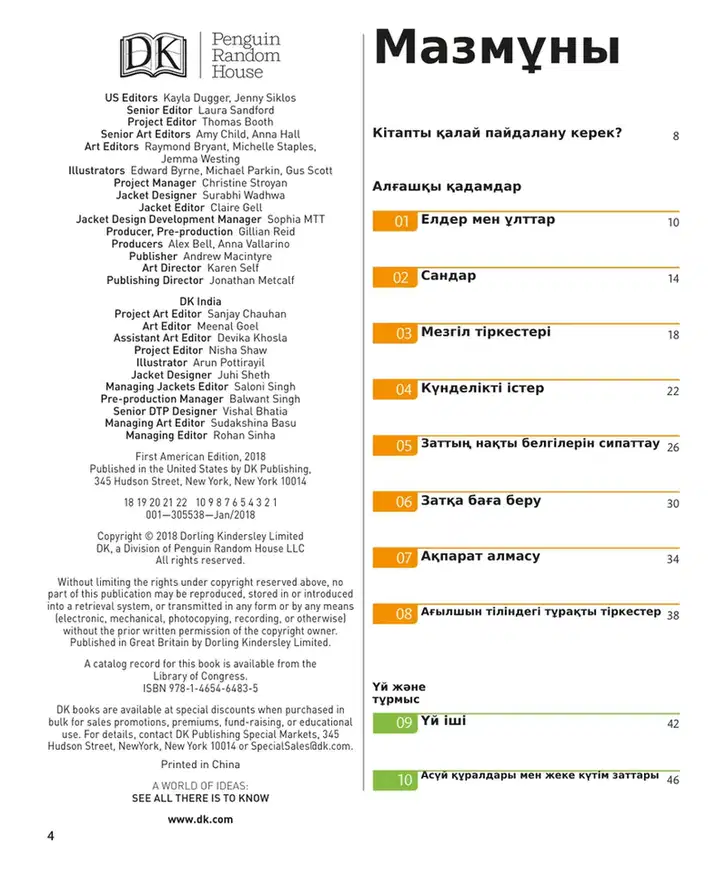 DK
Penguin
Random
House
US Editors Kayla Dugger, Jenny Siklos
Senior Editor Laura Sandford
Project Editor Thomas Booth
Senior Art Editors Amy Child, Anna Hall
Art Editors Raymond Bryant, Michelle Staples,
Jemma Westing
Illustrators Edward Byrne, Michael Parkin, Gus Scott
Project Manager Christine Stroyan
Jacket Designer Surabhi Wadhwa
Jacket Editor Claire Gell
Jacket Design Development Manager Sophia MTT
Producer, Pre-production Gillian Reid
Producers Alex Bell, Anna Vallarino
Publisher Andrew Macintyre
Art Director Karen Self
Publishing Director Jonathan Metcalf
DK India
Project Art Editor Sanjay Chauhan
Art Editor Meenal Goel
Assistant Art Editor Devika Khosla
Project Editor Nisha Shaw
Illustrator Arun Pottirayil
Jacket Designer Juhi Sheth
Managing Jackets Editor Saloni Singh
Pre-production Manager Balwant Singh
Senior DTP Designer Vishal Bhatia
Managing Art Editor Sudakshina Basu
Managing Editor Rohan Sinha
First American Edition, 2018
Published in the United States by DK Publishing,
345 Hudson Street, New York, New York 10014
18 19 20 21 22 10 9 8 7 6 5 4 3 2 1
001—305538—Jan/2018
Copyright © 2018 Dorling Kindersley Limited
DK, a Division of Penguin Random House LLC
All rights reserved.
Without limiting the rights under copyright reserved above, no
part of this publication may be reproduced, stored in or introduced
into a retrieval system, or transmitted in any form or by any means
(electronic, mechanical, photocopying, recording, or otherwise)
without the prior written permission of the copyright owner.
Published in Great Britain by Dorling Kindersley Limited.
A catalog record for this book is available from the
Library of Congress.
ISBN 978-1-4654-6483-5
DK books are available at special discounts when purchased in
bulk for sales promotions, premiums, fund-raising, or educational
use. For details, contact DK Publishing Special Markets, 345
Hudson Street, NewYork, New York 10014 or SpecialSales@dk.com.
Printed in China
A WORLD OF IDEAS:
SEE ALL THERE IS TO KNOW
www.dk.com
4
Мазмұны
Кітапты қалай пайдалану керек? 8
Алғашқы қадамдар
01 Елдер мен ұлттар 10
02 Сандар 14
03 Мезгіл тіркестері 18
04 Күнделікті істер 22
05 Заттың нақты белгілерін сипаттау 26
06 Затқа баға беру 30
07 Ақпарат алмасу 34
08 Ағылшын тіліндегі тұрақты тіркестер 38
Үй және
тұрмыс
09 Үй іші 42
10 Асүй құралдары мен жеке күтім заттары 46